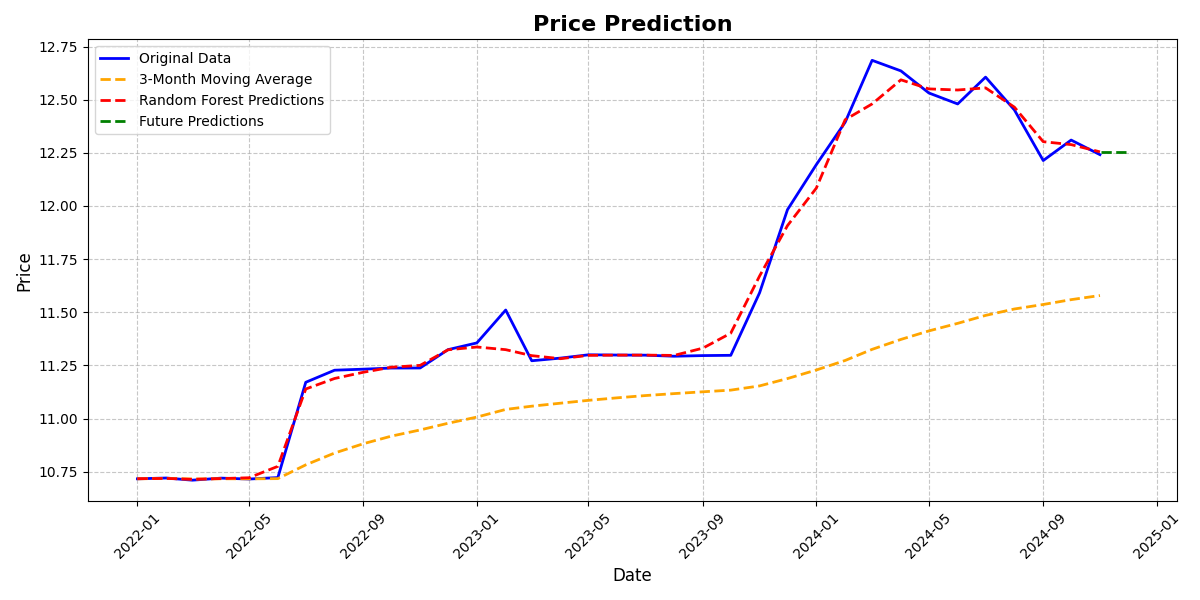 Price Prediction
Original Data
3-Month Moving Average
Random Forest Predictions
Future Predictions
Price
12.75
12.50
12.25
12.00
11.75
11.50
11.25
11.00
10.75
2022-01
2022-05
2022-09
2023-01
2023-05
2023-09
2024-01
2024-05
2024-09
2025-01
Date